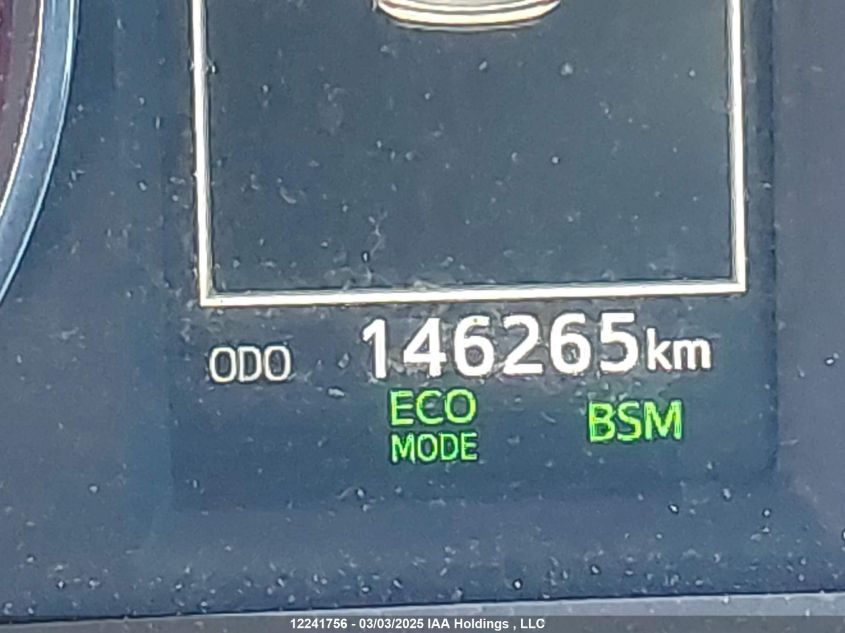 ODO 146265km
ECO BSM
MODE
12241756 - 03/03/2025 IAA Holdings , LLC